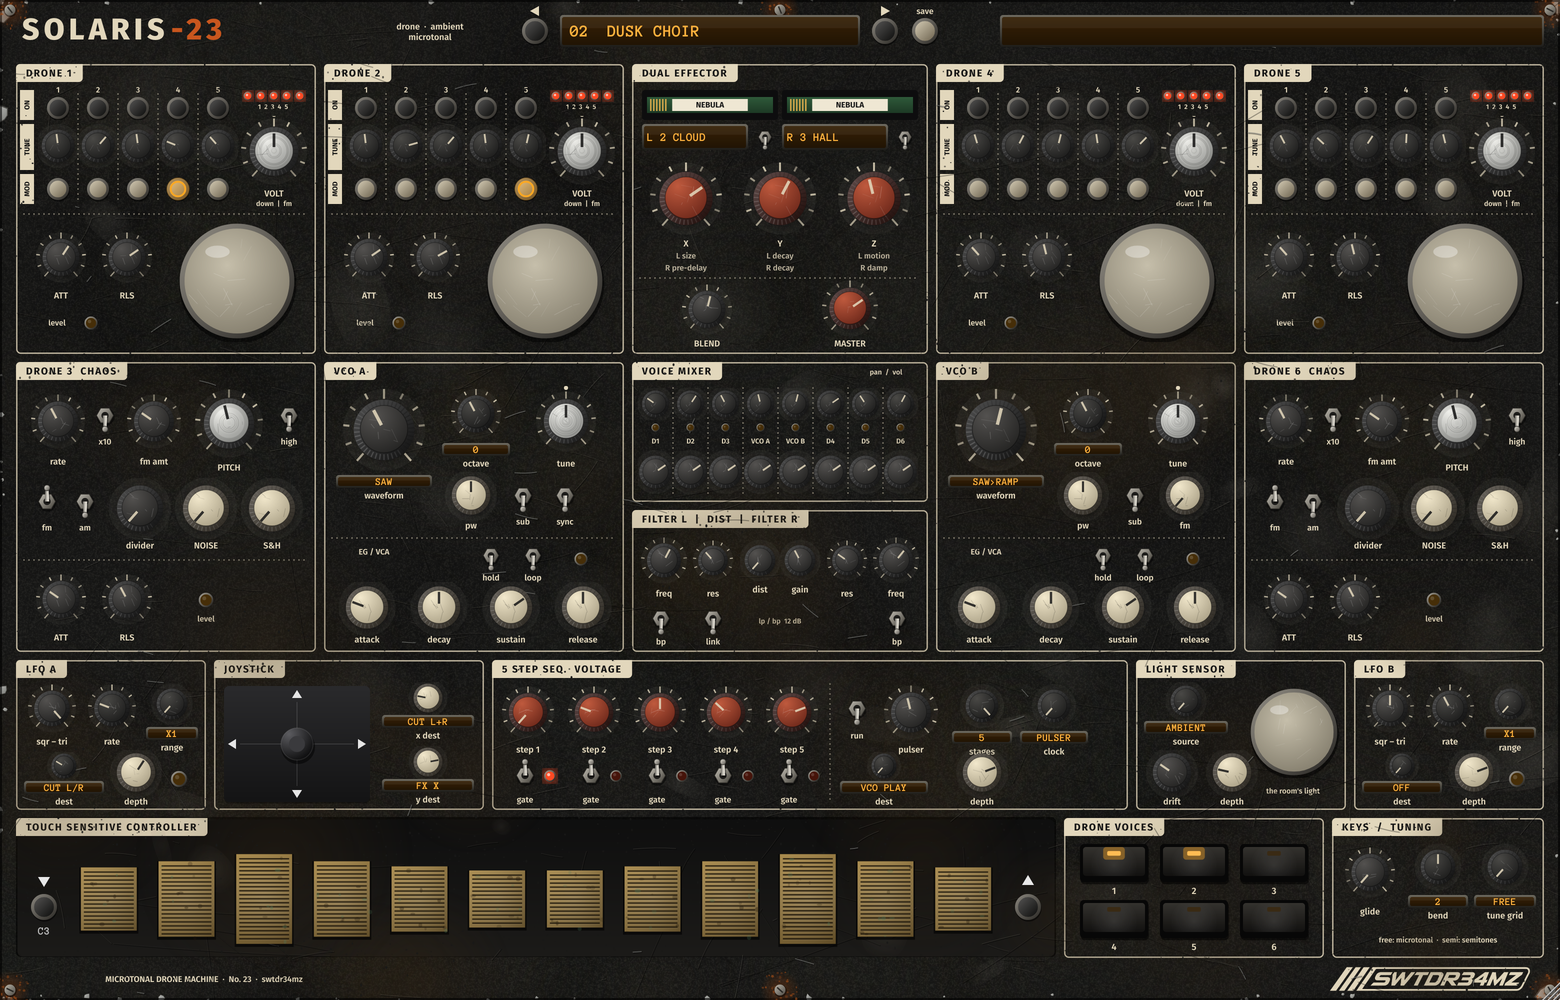 SOLARIS-23
drone · ambient
microtonal
02 DUSK CHOIR
save
DRONE 1
1 2 3 4 5
ON
1 2 3 4 5
TUNE
MOD
VOLT
down | fm
ATT RLS
level
DRONE 2
1 2 3 4 5
ON
1 2 3 4 5
TUNE
MOD
VOLT
down | fm
ATT RLS
level
DUAL EFFECTOR
NEBULA NEBULA
L 2 CLOUD R 3 HALL
X Y Z
L size L decay L motion
R pre-delay R decay R damp
BLEND MASTER
DRONE 4
1 2 3 4 5
ON
1 2 3 4 5
TUNE
MOD
VOLT
down | fm
ATT RLS
level
DRONE 5
1 2 3 4 5
ON
1 2 3 4 5
TUNE
MOD
VOLT
down | fm
ATT RLS
level
DRONE 3 CHAOS
x10 high
rate fm amt PITCH
fm am
divider NOISE S&H
ATT RLS
level
VCO A
0
octave tune
SAW
waveform
pw sub sync
EG / VCA
hold loop
attack decay sustain release
VOICE MIXER
pan / vol
D1 D2 D3 VCO A VCO B D4 D5 D6
FILTER L | DIST | FILTER R
freq res dist gain res freq
lp / bp 12 dB
bp link bp
VCO B
0
octave tune
SAW›RAMP
waveform
pw sub fm
EG / VCA
hold loop
attack decay sustain release
DRONE 6 CHAOS
x10 high
rate fm amt PITCH
fm am
divider NOISE S&H
ATT RLS
level
LFO A
X1
sqr – tri rate range
CUT L/R
dest depth
JOYSTICK
CUT L+R
x dest
FX X
y dest
5 STEP SEQ. VOLTAGE
step 1 step 2 step 3 step 4 step 5
gate gate gate gate gate
run pulser
5
stages
PULSER
clock
VCO PLAY
dest depth
LIGHT SENSOR
AMBIENT
source
drift depth
the room's light
LFO B
X1
sqr – tri rate range
OFF
dest depth
TOUCH SENSITIVE CONTROLLER
C3
DRONE VOICES
1 2 3
4 5 6
KEYS / TUNING
2 FREE
glide bend tune grid
free: microtonal · semi: semitones
MICROTONAL DRONE MACHINE · No. 23 · swtdr34mz
SWTDR34MZ